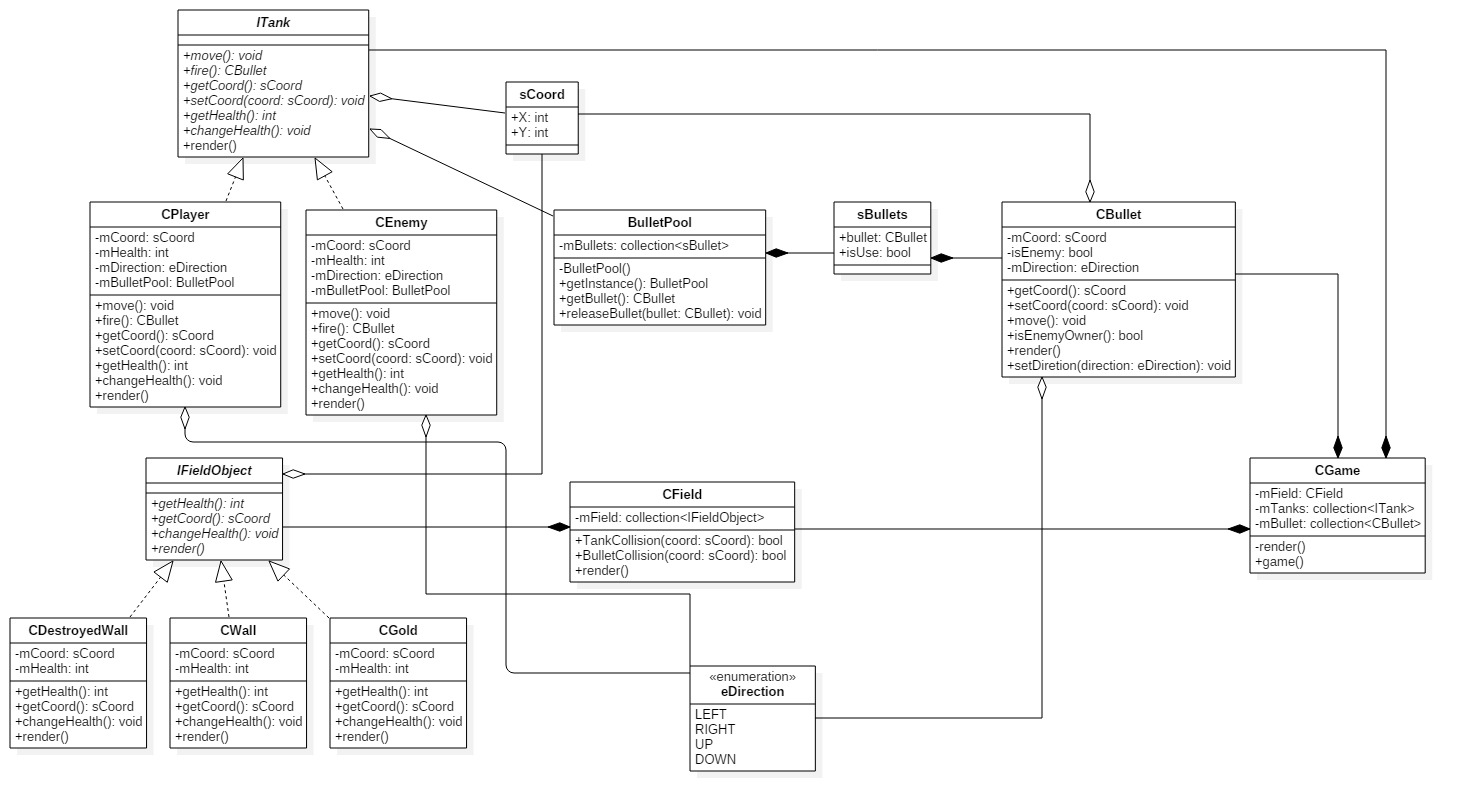 ITank
+move(): void
+fire(): CBullet
+getCoord(): sCoord
+setCoord(coord: sCoord): void
+getHealth(): int
+changeHealth(): void
+render()
sCoord
+X: int
+Y: int
CPlayer
-mCoord: sCoord
-mHealth: int
-mDirection: eDirection
-mBulletPool: BulletPool
+move(): void
+fire(): CBullet
+getCoord(): sCoord
+setCoord(coord: sCoord): void
+getHealth(): int
+changeHealth(): void
+render()
CEnemy
-mCoord: sCoord
-mHealth: int
-mDirection: eDirection
-mBulletPool: BulletPool
+move(): void
+fire(): CBullet
+getCoord(): sCoord
+setCoord(coord: sCoord): void
+getHealth(): int
+changeHealth(): void
+render()
BulletPool
-mBullets: collection<sBullet>
-BulletPool()
+getInstance(): BulletPool
+getBullet(): CBullet
+releaseBullet(bullet: CBullet): void
sBullets
+bullet: CBullet
+isUse: bool
CBullet
-mCoord: sCoord
-isEnemy: bool
-mDirection: eDirection
+getCoord(): sCoord
+setCoord(coord: sCoord): void
+move(): void
+isEnemyOwner(): bool
+render()
+setDiretion(direction: eDirection): void
IFieldObject
+getHealth(): int
+getCoord(): sCoord
+changeHealth(): void
+render()
CField
-mField: collection<IFieldObject>
+TankCollision(coord: sCoord): bool
+BulletCollision(coord: sCoord): bool
+render()
CGame
-mField: CField
-mTanks: collection<ITank>
-mBullet: collection<CBullet>
-render()
+game()
CDestroyedWall
-mCoord: sCoord
-mHealth: int
+getHealth(): int
+getCoord(): sCoord
+changeHealth(): void
+render()
CWall
-mCoord: sCoord
-mHealth: int
+getHealth(): int
+getCoord(): sCoord
+changeHealth(): void
+render()
CGold
-mCoord: sCoord
-mHealth: int
+getHealth(): int
+getCoord(): sCoord
+changeHealth(): void
+render()
«enumeration»
eDirection
LEFT
RIGHT
UP
DOWN